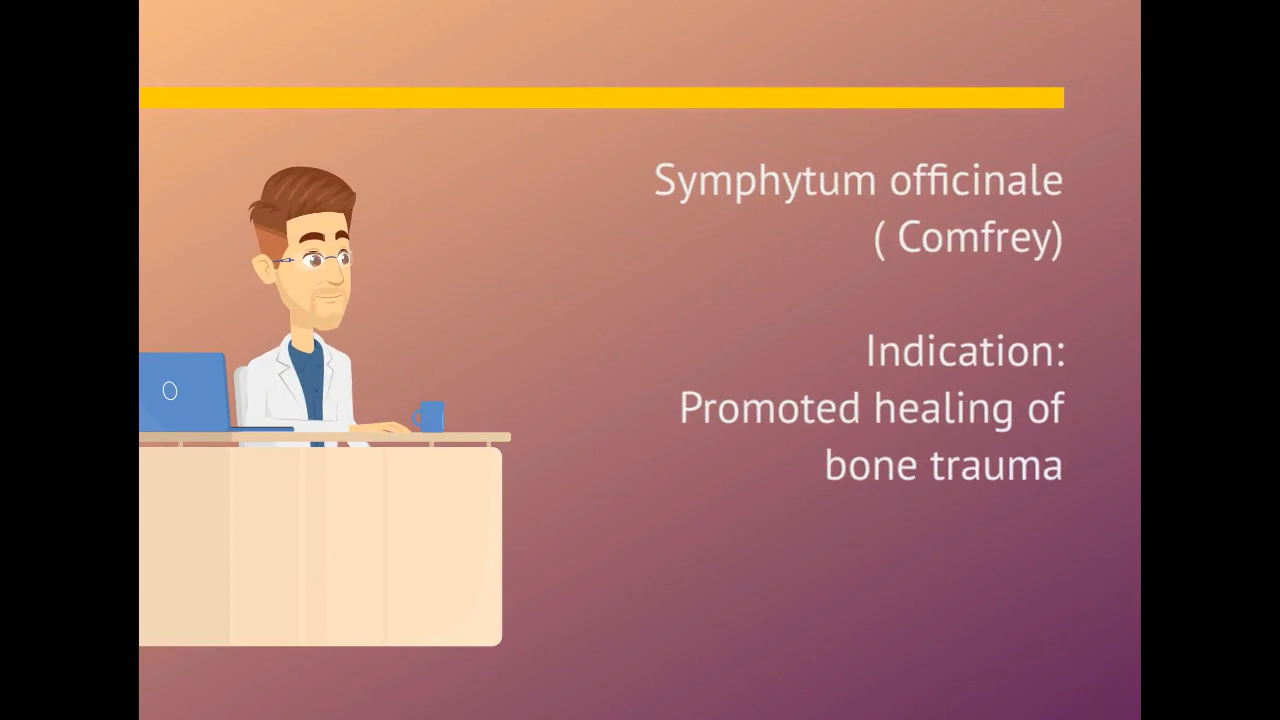 Symphytum officinale
( Comfrey)
Indication:
Promoted healing of
bone trauma